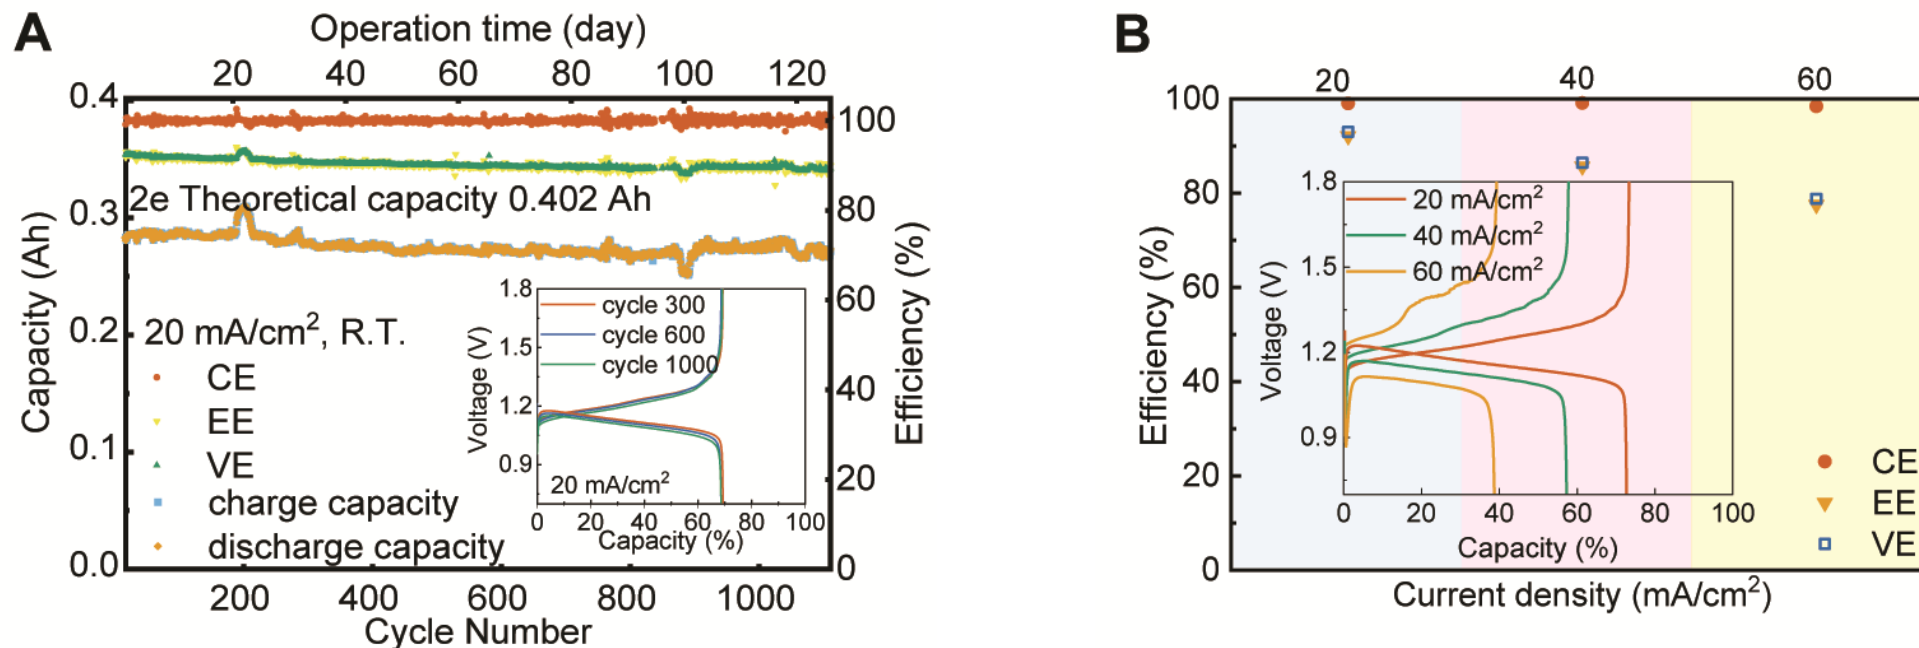 A
Operation time (day)
20 40 60 80 100 120
0.4
0.3
0.2
0.1
0.0
Capacity (Ah)
100
80
60
40
20
0
Efficiency (%)
2e Theoretical capacity 0.402 Ah
20 mA/cm², R.T.
CE
EE
VE
charge capacity
discharge capacity
1.8
1.5
1.2
0.9
Voltage (V)
cycle 300
cycle 600
cycle 1000
20 mA/cm²
0 20 40 60 80 100
Capacity (%)
200 400 600 800 1000
Cycle Number
B
20 40 60
100
80
60
40
20
0
Efficiency (%)
1.8
1.5
1.2
0.9
Voltage (V)
20 mA/cm²
40 mA/cm²
60 mA/cm²
0 20 40 60 80 100
Capacity (%)
CE
EE
VE
Current density (mA/cm²)